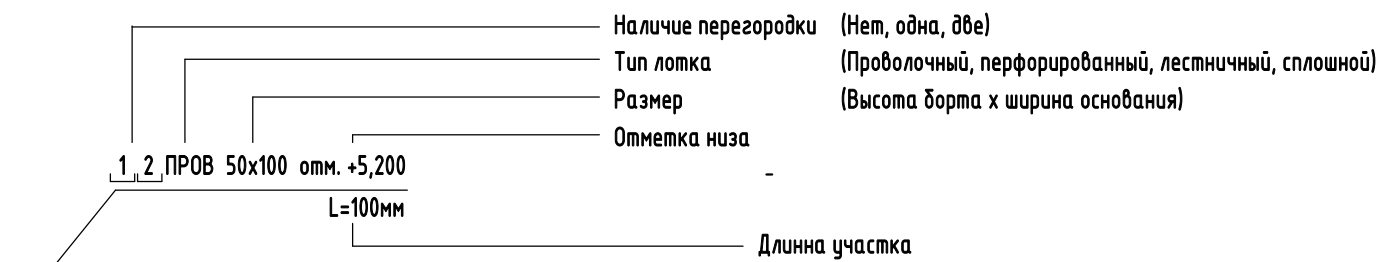 Наличие перегородки (Нет, одна, две)
Тип лотка (Проволочный, перфорированный, лестничный, сплошной)
Размер (Высота борта х ширина основания)
Отметка низа
1 2 ПРОВ 50х100 отм. +5,200
-
L=100мм
Длинна участка